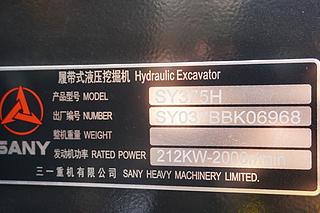 履带式液压挖掘机 Hydraulic Excavator
产品型号 MODEL SY375H
出厂编号 NUMBER SY037BBK06968
整机重量 WEIGHT
发动机功率 RATED POWER 212KW-2000r/min
SANY
三一重机有限公司 SANY HEAVY MACHINERY LIMITED.